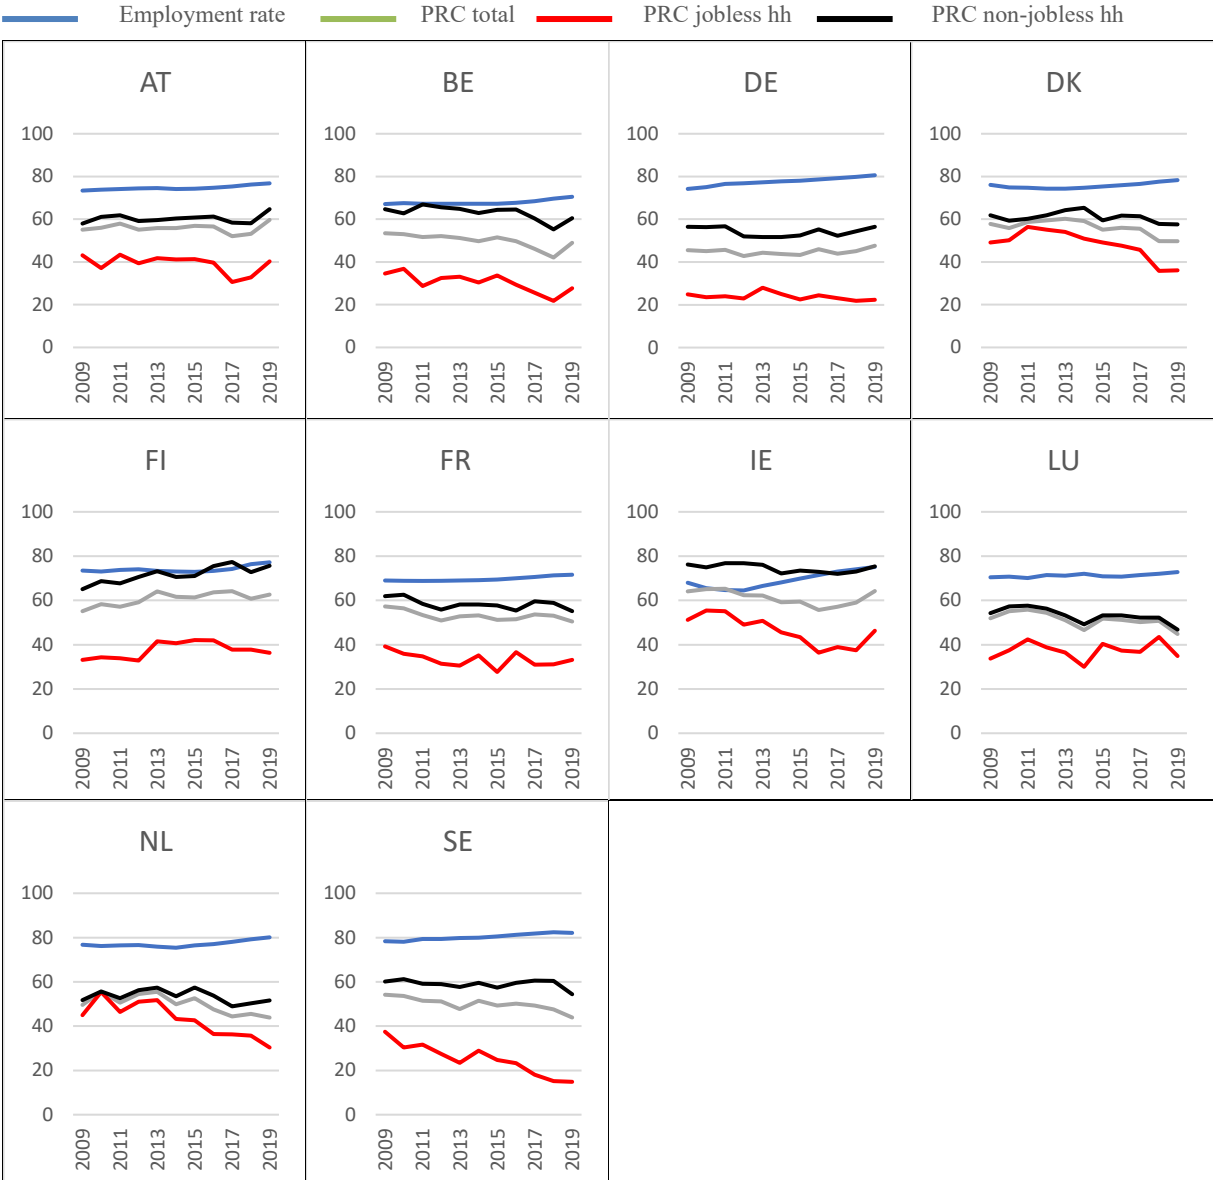 Employment rate PRC total PRC jobless hh PRC non-jobless hh
AT BE DE DK
100 100 100 100
80 80 80 80
60 60 60 60
40 40 40 40
20 20 20 20
0 0 0 0
2009 2011 2013 2015 2017 2019 2009 2011 2013 2015 2017 2019 2009 2011 2013 2015 2017 2019 2009 2011 2013 2015 2017 2019
FI FR IE LU
100 100 100 100
80 80 80 80
60 60 60 60
40 40 40 40
20 20 20 20
0 0 0 0
2009 2011 2013 2015 2017 2019 2009 2011 2013 2015 2017 2019 2009 2011 2013 2015 2017 2019 2009 2011 2013 2015 2017 2019
NL SE
100 100
80 80
60 60
40 40
20 20
0 0
2009 2011 2013 2015 2017 2019 2009 2011 2013 2015 2017 2019